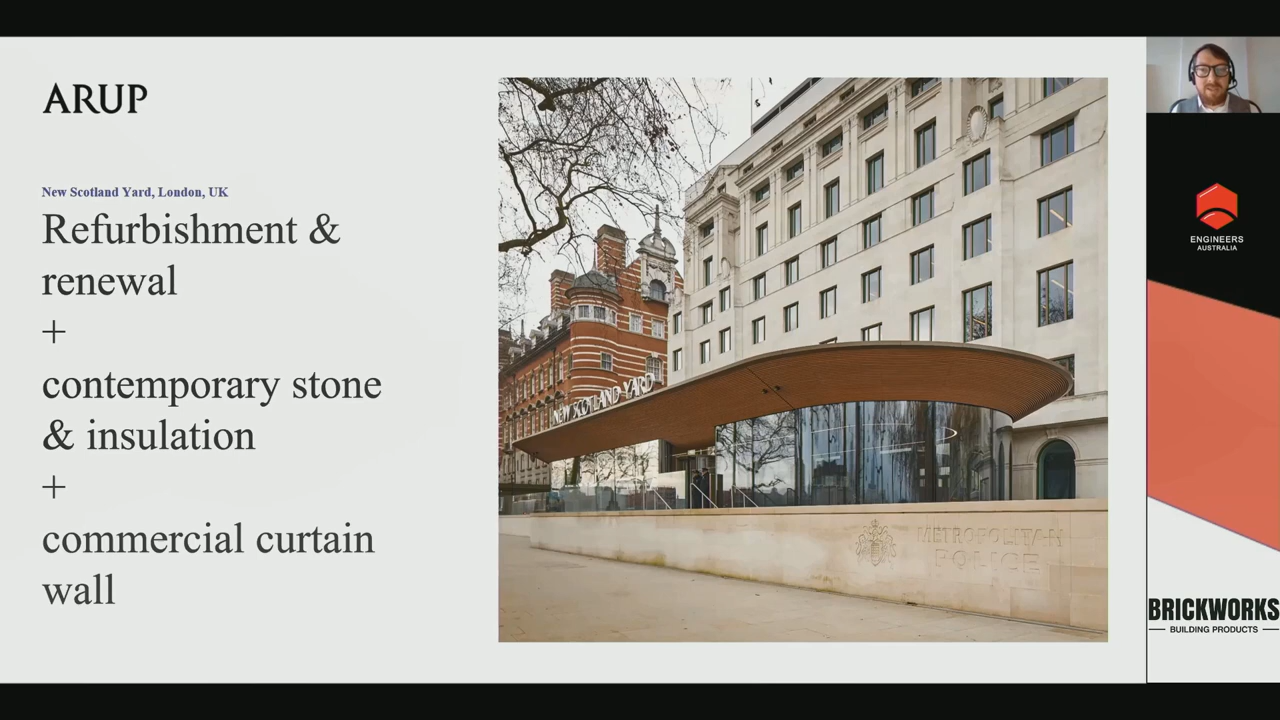 ARUP
New Scotland Yard, London, UK
Refurbishment &
renewal
+
contemporary stone
& insulation
+
commercial curtain
wall
NEW SCOTLAND YARD
METROPOLITAN
POLICE
ENGINEERS
AUSTRALIA
BRICKWORKS
BUILDING PRODUCTS